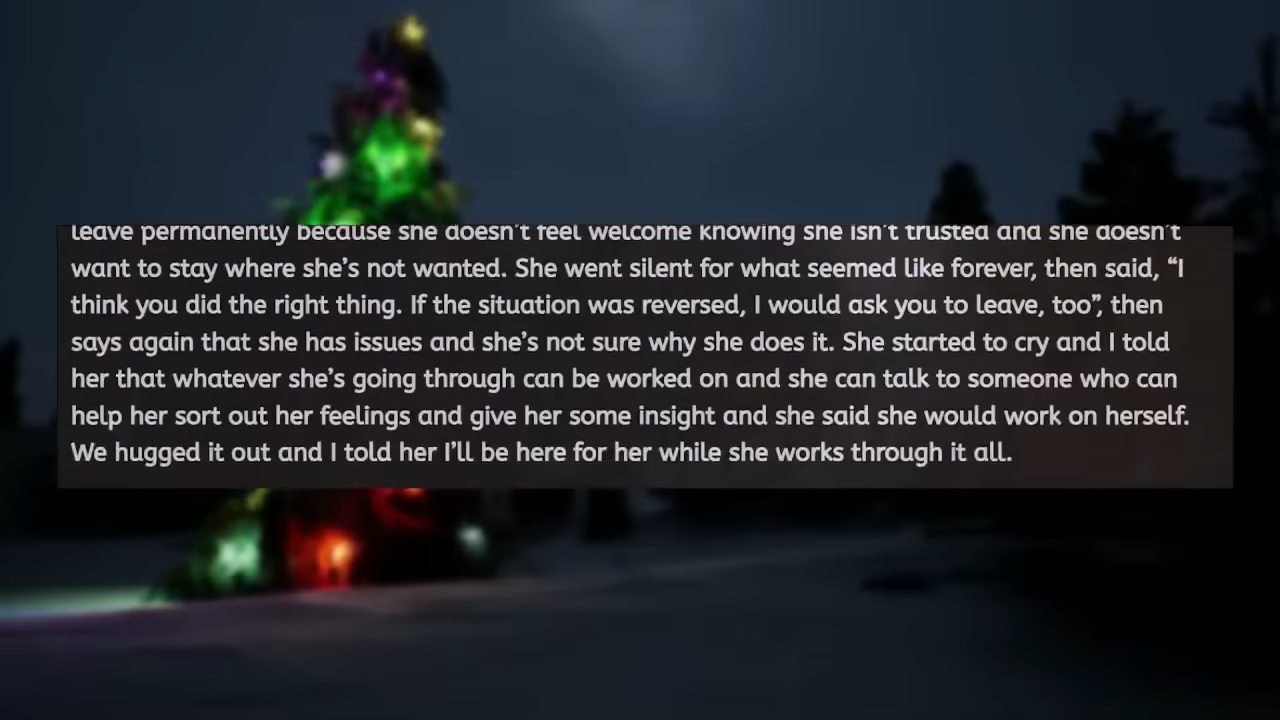 leave permanently because she doesn't feel welcome knowing she isn't trusted and she doesn't
want to stay where she's not wanted. She went silent for what seemed like forever, then said, “I
think you did the right thing. If the situation was reversed, I would ask you to leave, too”, then
says again that she has issues and she's not sure why she does it. She started to cry and I told
her that whatever she's going through can be worked on and she can talk to someone who can
help her sort out her feelings and give her some insight and she said she would work on herself.
We hugged it out and I told her I'll be here for her while she works through it all.